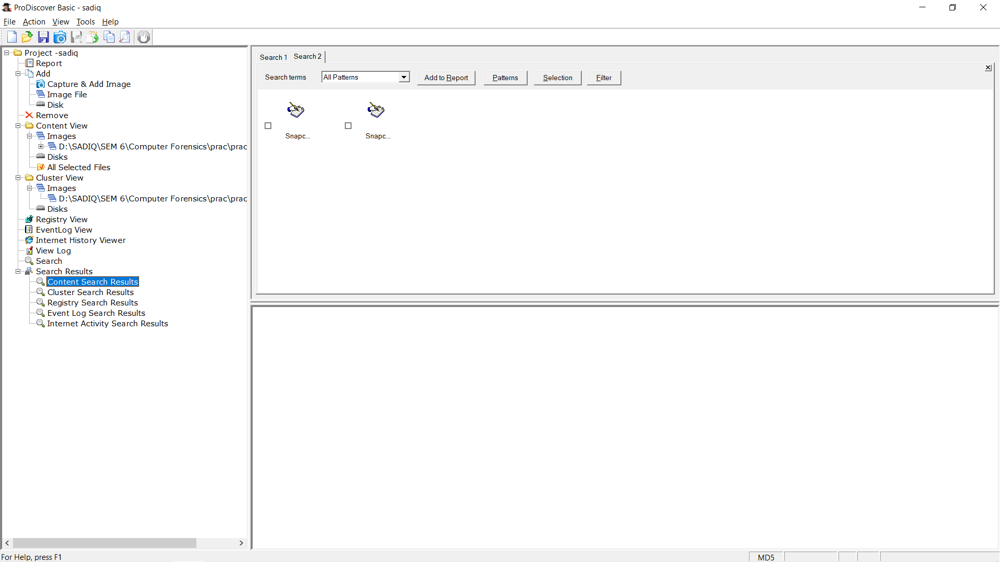 ProDiscover Basic - sadiq
File Action View Tools Help
Project -sadiq
Report
Add
Capture & Add Image
Image File
Disk
Remove
Content View
Images
D:\SADIQ\SEM 6\Computer Forensics\prac\prac
Disks
All Selected Files
Cluster View
Images
D:\SADIQ\SEM 6\Computer Forensics\prac\prac
Disks
Registry View
EventLog View
Internet History Viewer
View Log
Search
Search Results
Content Search Results
Cluster Search Results
Registry Search Results
Event Log Search Results
Internet Activity Search Results
Search 1 Search 2
Search terms All Patterns Add to Report Patterns Selection Filter
Snapc... Snapc...
For Help, press F1 MD5